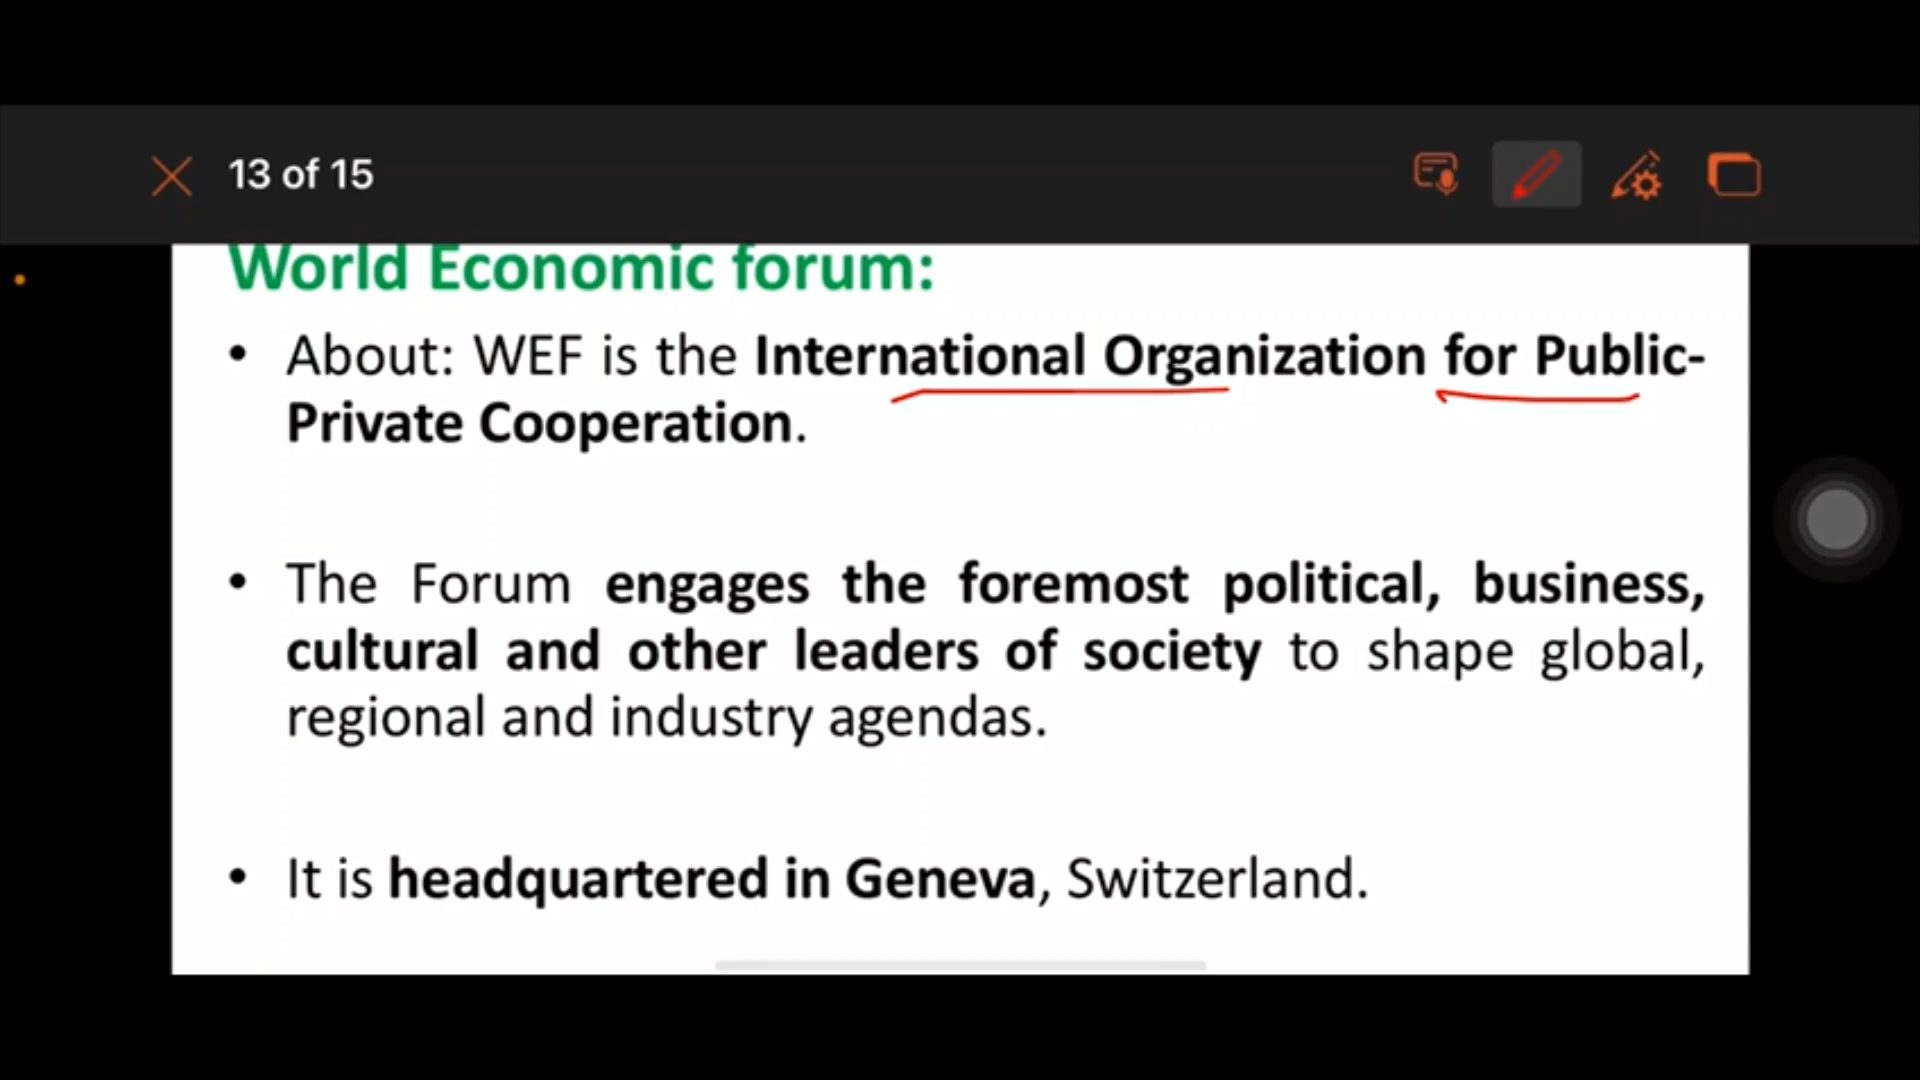 13 of 15
World Economic forum:
• About: WEF is the International Organization for Public-
Private Cooperation.
• The Forum engages the foremost political, business,
cultural and other leaders of society to shape global,
regional and industry agendas.
• It is headquartered in Geneva, Switzerland.